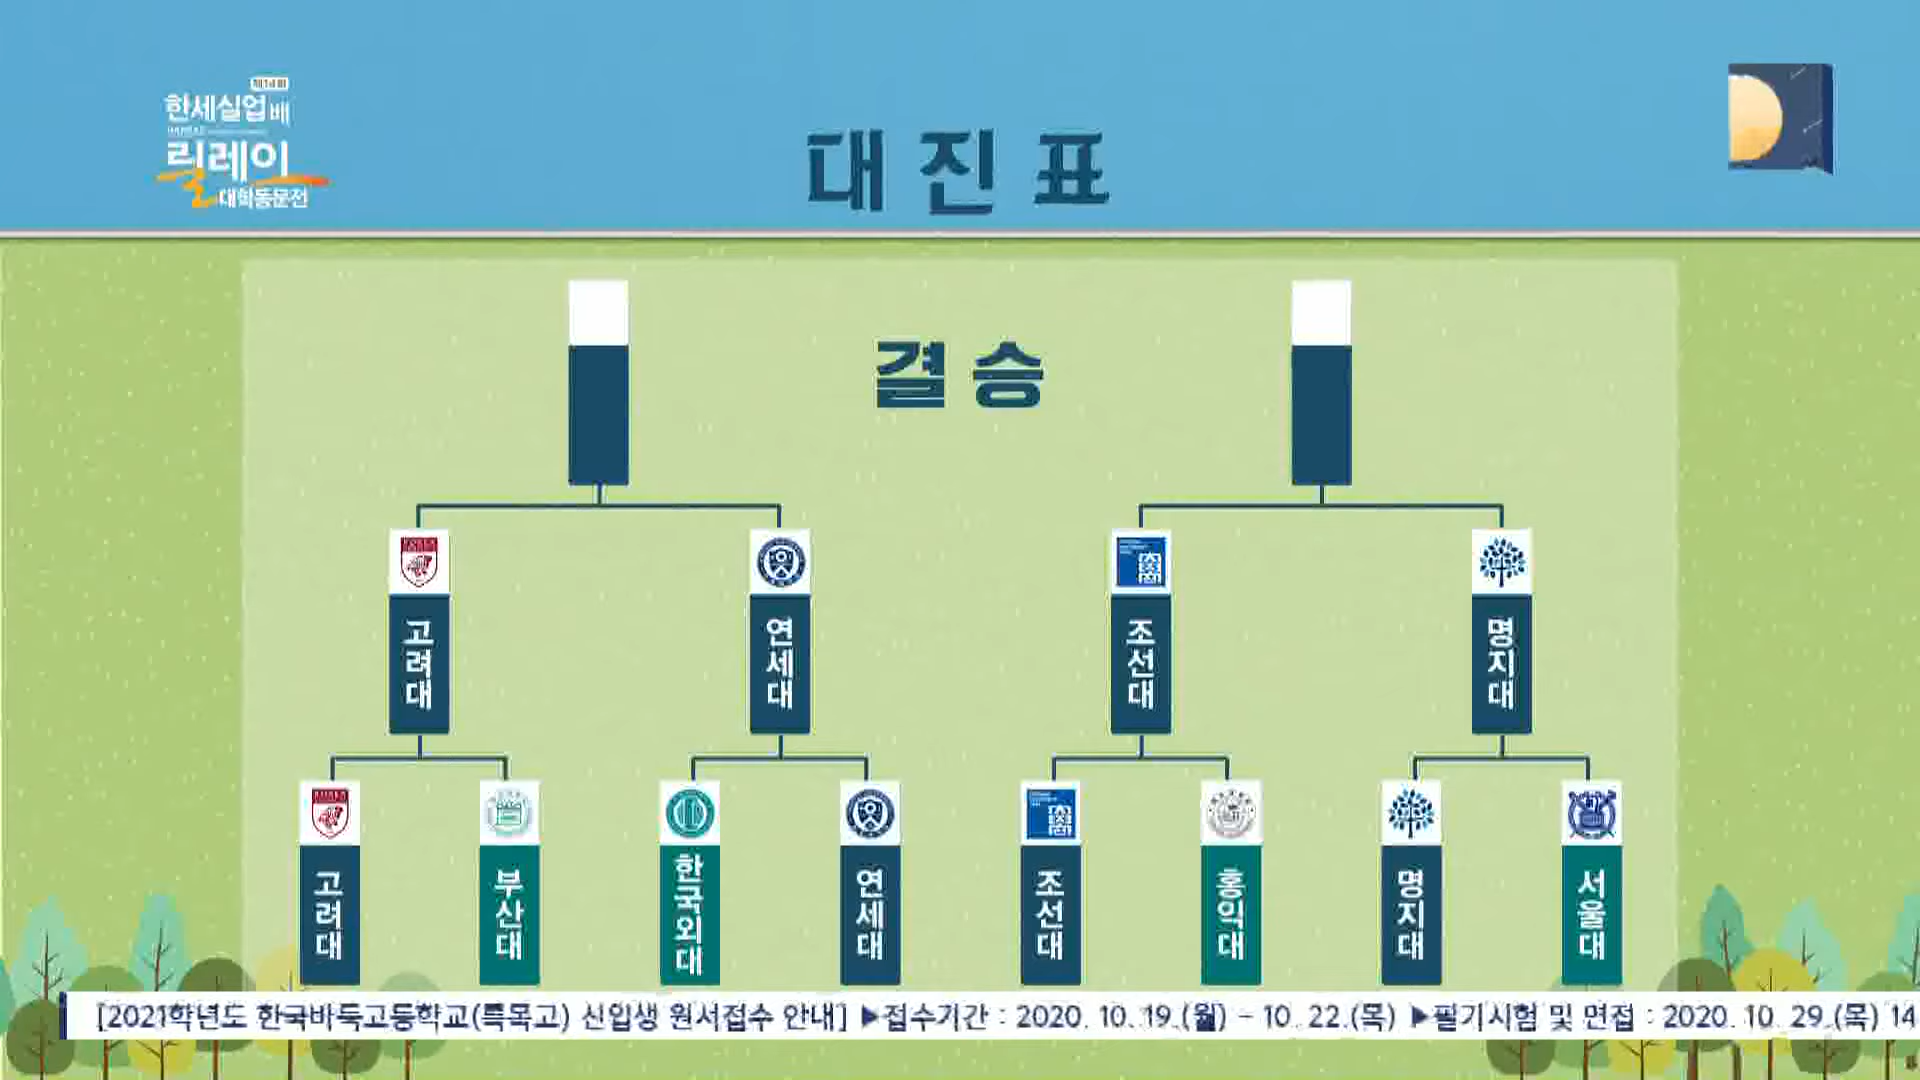 제14회
한세실업배
릴레이
대학동문전
대진표
결승
고려대
연세대
조선대
명지대
고려대
부산대
한국외대
연세대
조선대
홍익대
명지대
서울대
[2021학년도 한국바둑고등학교(특목고) 신입생 원서접수 안내] ▶접수기간 : 2020. 10. 19.(월) - 10. 22.(목) ▶필기시험 및 면접 : 2020. 10. 29.(목) 14